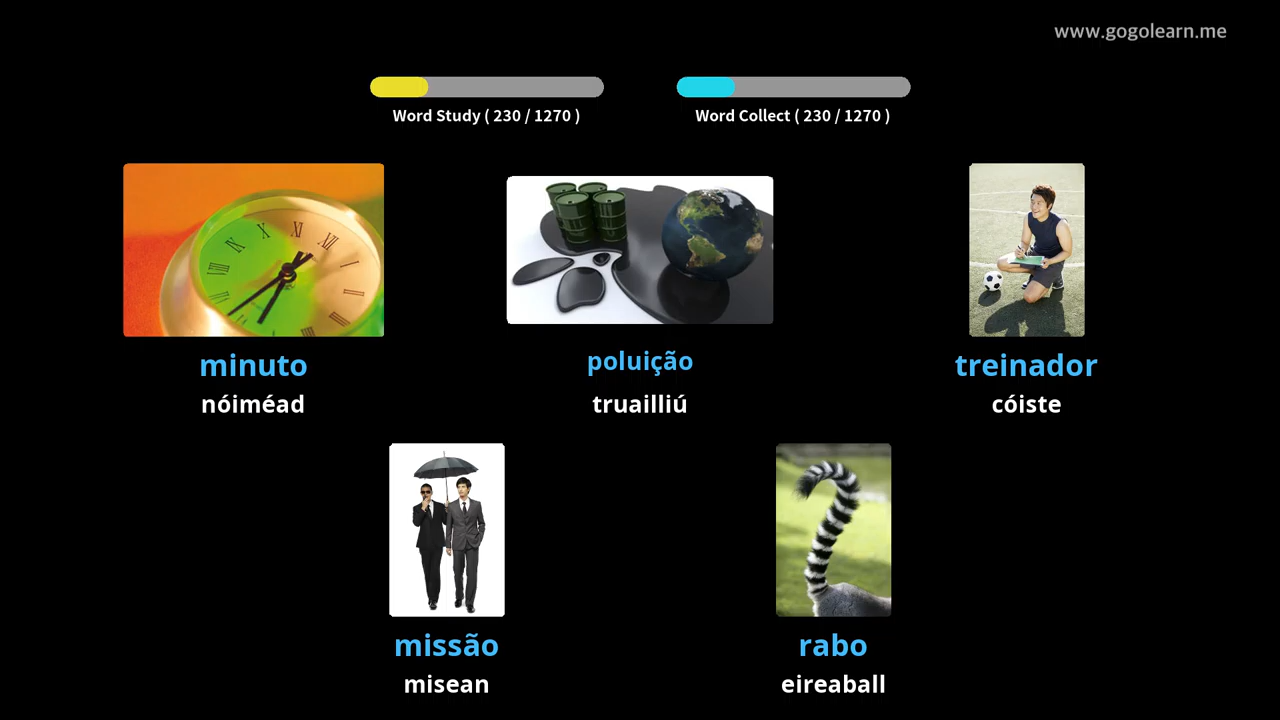 www.gogolearn.me
Word Study ( 230 / 1270 )
Word Collect ( 230 / 1270 )
minuto
nóiméad
poluição
truailliú
treinador
cóiste
missão
misean
rabo
eireaball